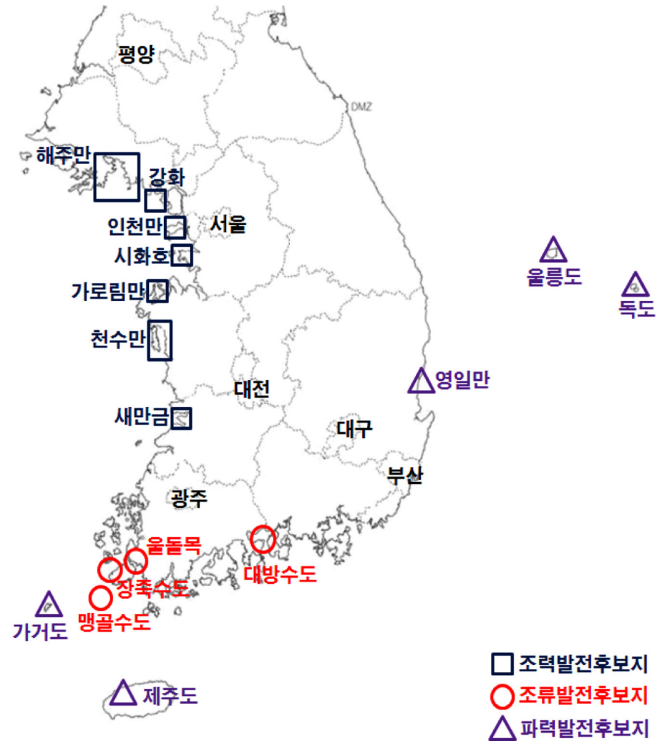 평양
DMZ
해주만
강화
인천만
서울
시화호
울릉도
가로림만
독도
천수만
영일만
대전
새만금
대구
부산
광주
울돌목
대방수도
장죽수도
맹골수도
가거도
조력발전후보지
제주도
조류발전후보지
파력발전후보지